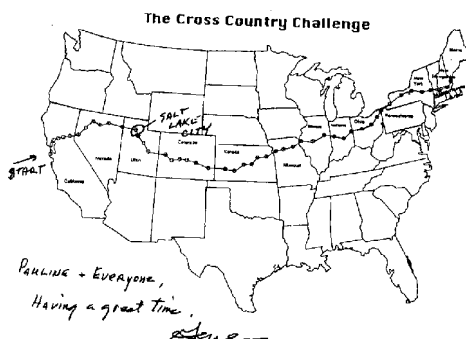 The Cross Country Challenge
Maine
New York
SALT
LAKE
CITY
START
California
Nevada
Utah
Colorado
Kansas
Missouri
Illinois
Indiana
Ohio
Pennsylvania
PAULINE + EVERYONE,
Having a great time.